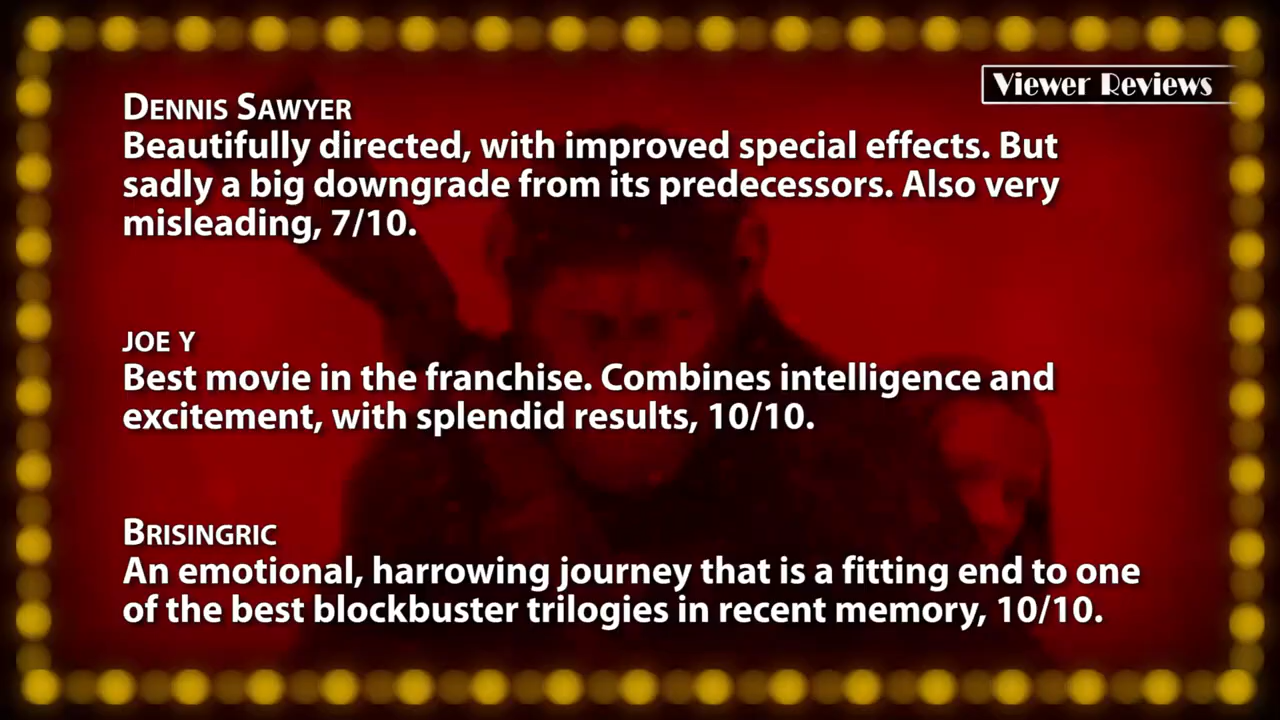 Viewer Reviews
DENNIS SAWYER
Beautifully directed, with improved special effects. But
sadly a big downgrade from its predecessors. Also very
misleading, 7/10.
JOE Y
Best movie in the franchise. Combines intelligence and
excitement, with splendid results, 10/10.
BRISINGRIC
An emotional, harrowing journey that is a fitting end to one
of the best blockbuster trilogies in recent memory, 10/10.